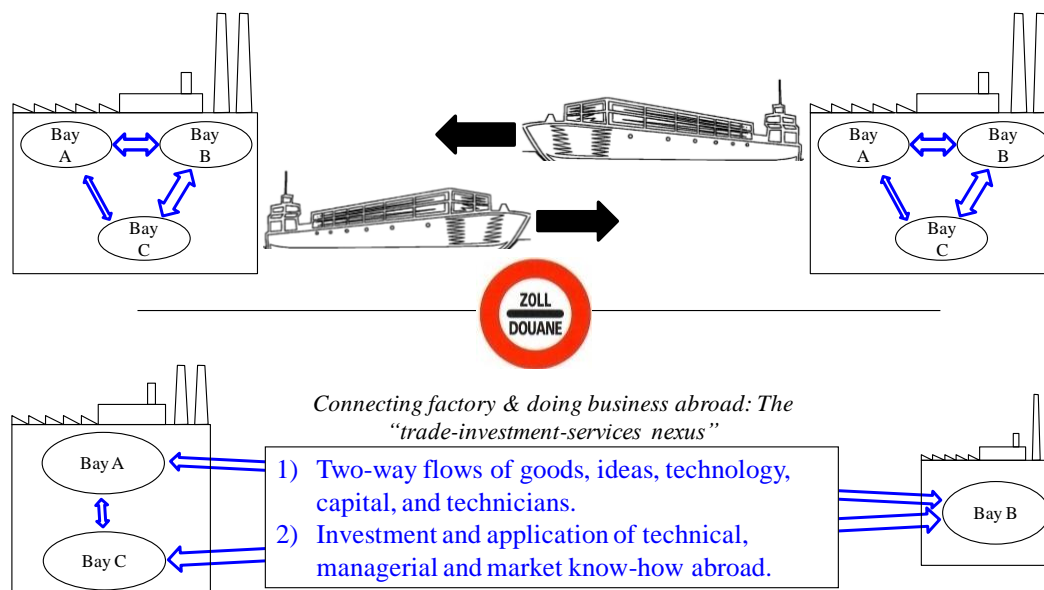 Bay
A
Bay
B
Bay
C
Bay
A
Bay
B
Bay
C
ZOLL
DOUANE
Connecting factory & doing business abroad: The
“trade-investment-services nexus”
1) Two-way flows of goods, ideas, technology,
capital, and technicians.
2) Investment and application of technical,
managerial and market know-how abroad.
Bay A
Bay C
Bay B